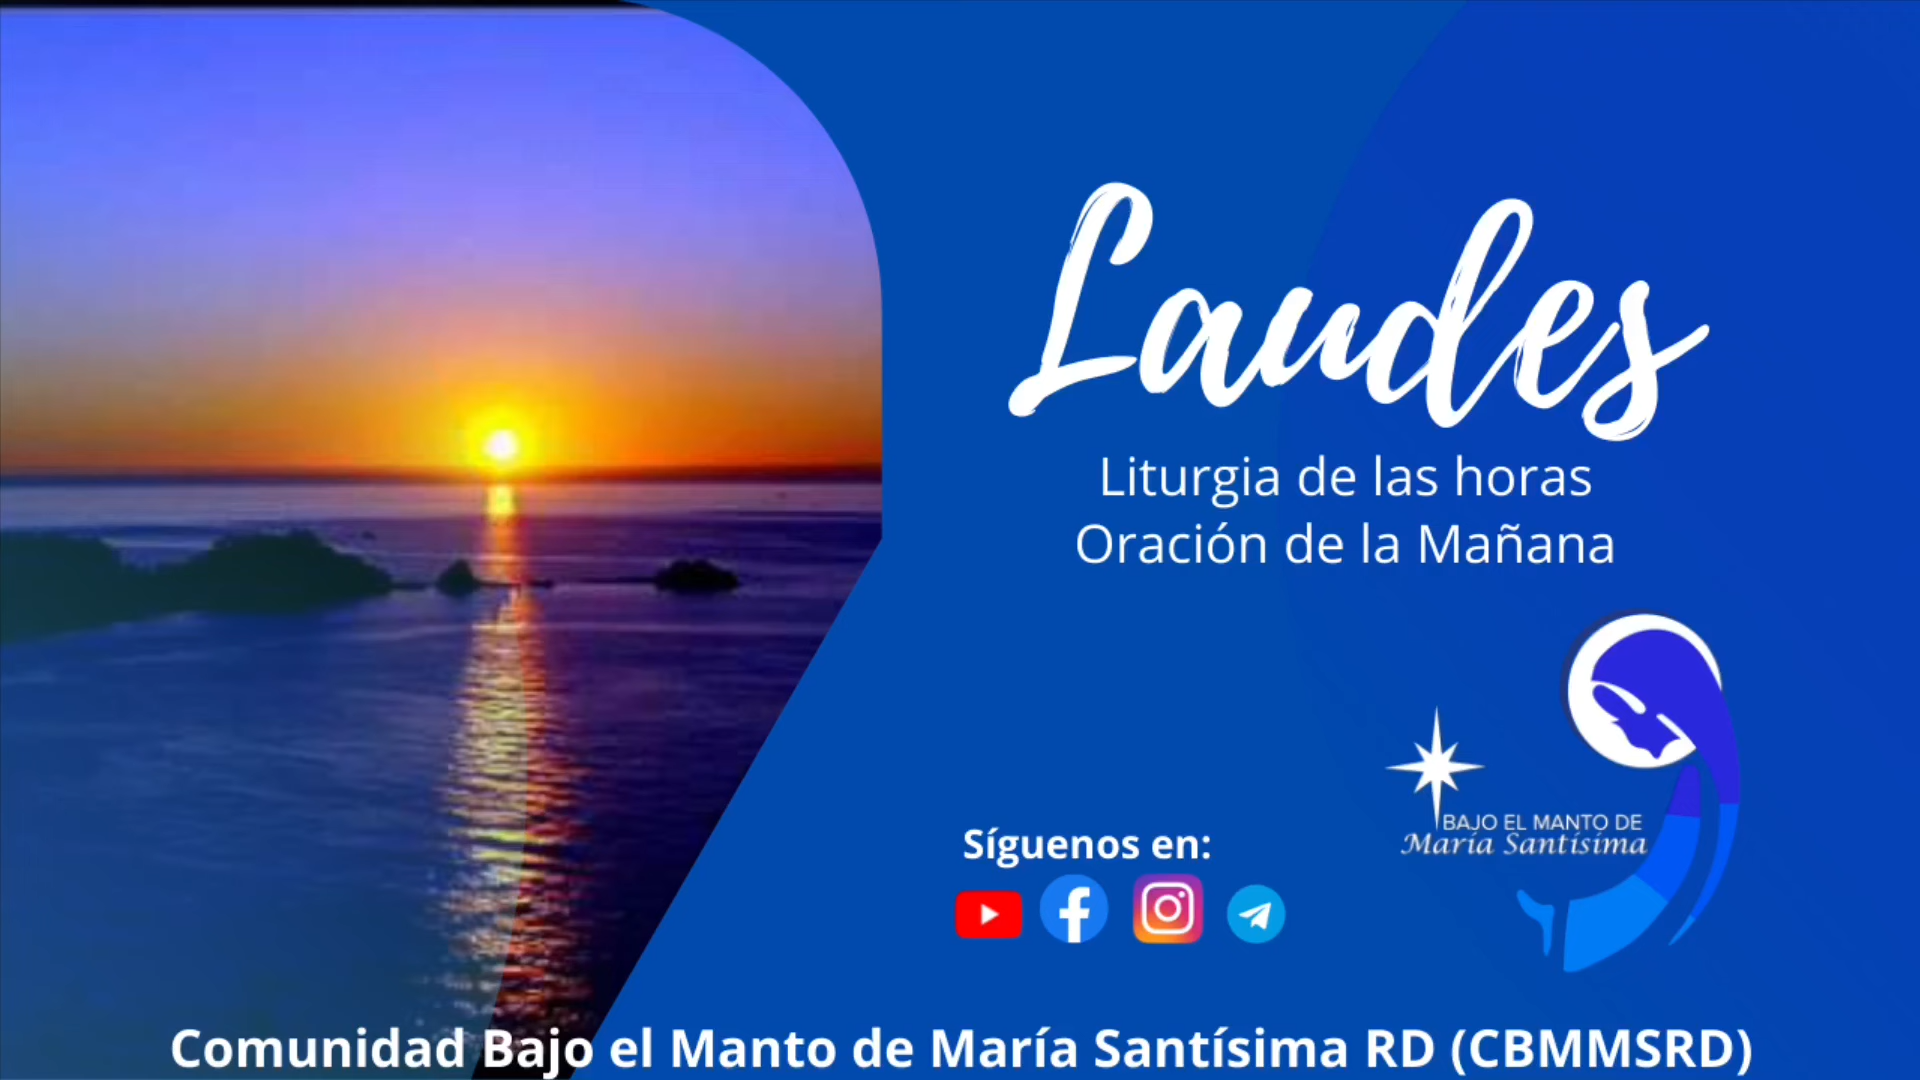 Laudes
Liturgia de las horas
Oración de la Mañana
BAJO EL MANTO DE
María Santísima
Síguenos en:
Comunidad Bajo el Manto de María Santísima RD (CBMMSRD)